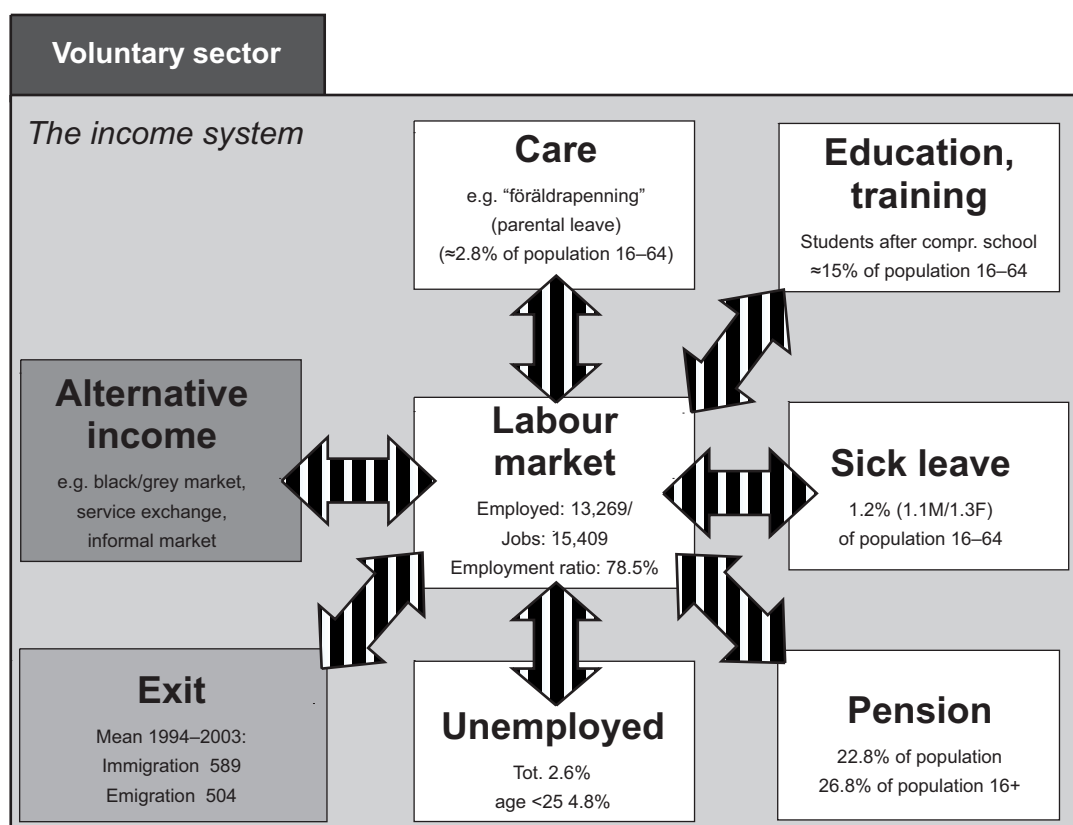 Voluntary sector
The income system
Care
e.g. “föräldrapenning”
(parental leave)
(≈2.8% of population 16–64)
Education,
training
Students after compr. school
≈15% of population 16–64
Alternative
income
e.g. black/grey market,
service exchange,
informal market
Labour
market
Employed: 13,269/
Jobs: 15,409
Employment ratio: 78.5%
Sick leave
1.2% (1.1M/1.3F)
of population 16–64
Exit
Mean 1994–2003:
Immigration 589
Emigration 504
Unemployed
Tot. 2.6%
age <25 4.8%
Pension
22.8% of population
26.8% of population 16+